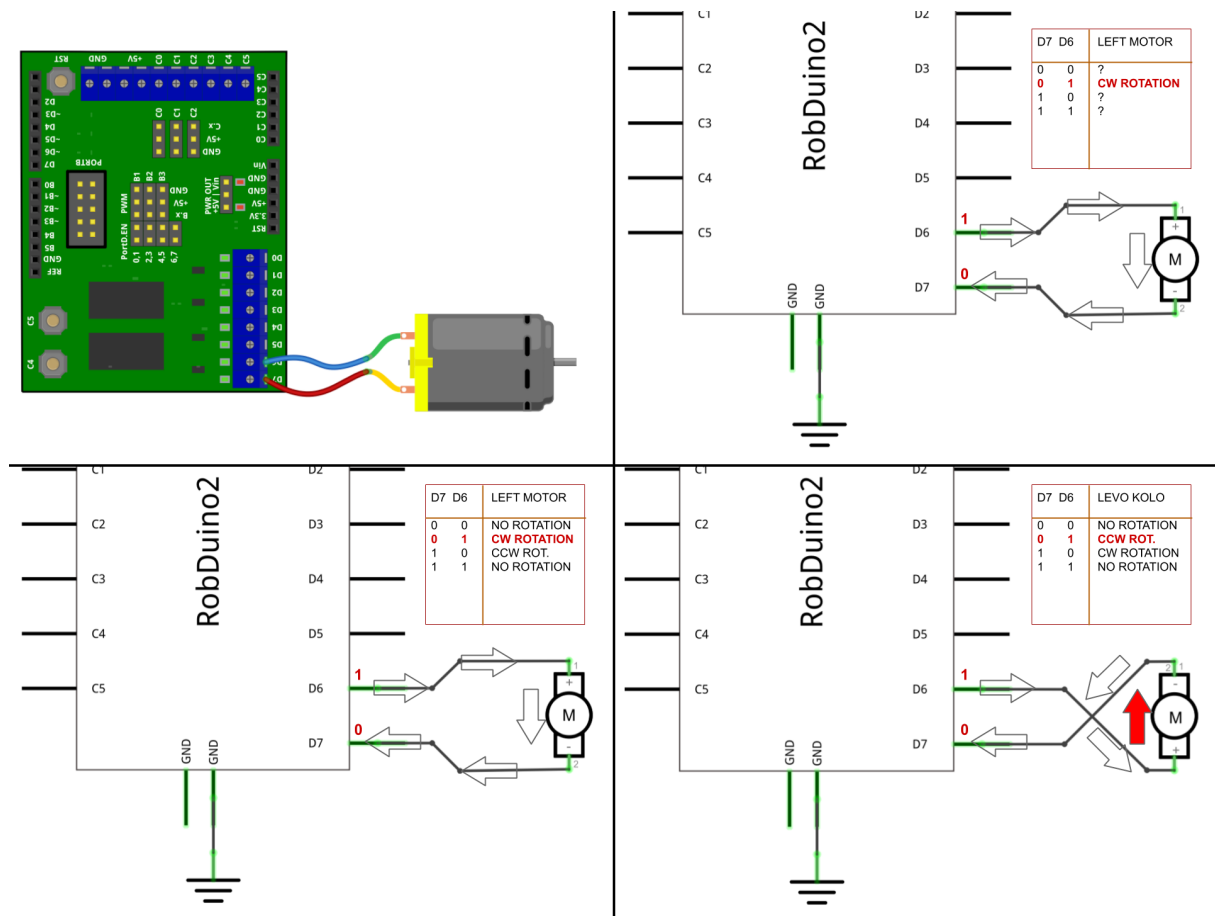 RST GND +5V C0 C1 C2 C3 C4 C5
D2
~D3
D4
~D5
~D6
D7
B0
~B1
~B2
~B3
B4
B5
GND
REF
C5
C4
C3
C2
C1
C0
Vin
GND
GND
+5V
3.3V
RST
C0 C1 C2
C.x
+5V
GND
PORTB
PWM B1 B2 B3
GND
+5V
B.x
PWR OUT
+5V | Vin
PortD.EN 0,1 2,3 4,5 6,7
D0
D1
D2
D3
D4
D5
D7
C5
C4
C1 D2
C2 D3
C3 D4
C4 D5
C5 D6
D7
RobDuino2
GND GND
1
0
1
+
M
-
2
D7 D6 LEFT MOTOR
0 0 ?
0 1 CW ROTATION
1 0 ?
1 1 ?
C1 D2
C2 D3
C3 D4
C4 D5
C5 D6
D7
RobDuino2
GND GND
1
0
1
+
M
-
2
D7 D6 LEFT MOTOR
0 0 NO ROTATION
0 1 CW ROTATION
1 0 CCW ROT.
1 1 NO ROTATION
C1 D2
C2 D3
C3 D4
C4 D5
C5 D6
D7
RobDuino2
GND GND
1
0
2 1
-
M
+
D7 D6 LEVO KOLO
0 0 NO ROTATION
0 1 CCW ROT.
1 0 CW ROTATION
1 1 NO ROTATION